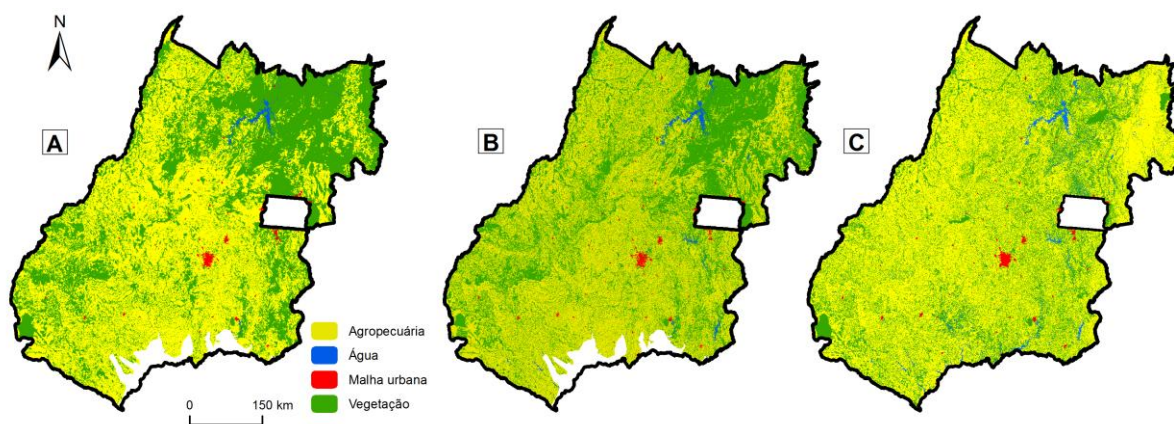 N
A
B
C
Agropecuária
Água
Malha urbana
Vegetação
0 150 km